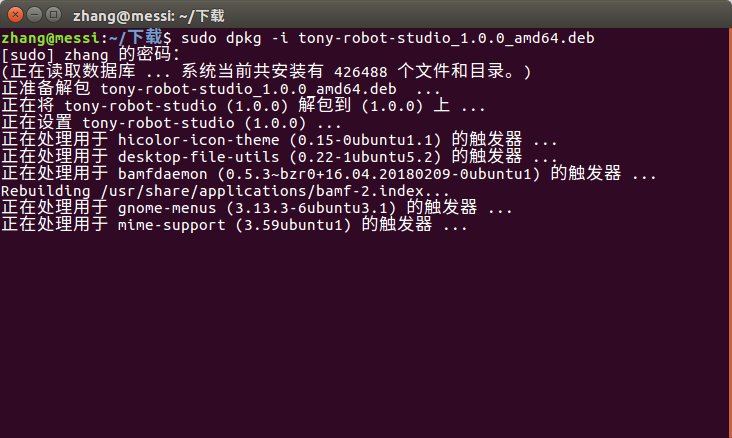 zhang@messi: ~/下载
zhang@messi:~/下载$ sudo dpkg -i tony-robot-studio_1.0.0_amd64.deb
[sudo] zhang 的密码：
(正在读取数据库 ... 系统当前共安装有 426488 个文件和目录。)
正准备解包 tony-robot-studio_1.0.0_amd64.deb  ...
正在将 tony-robot-studio (1.0.0) 解包到 (1.0.0) 上 ...
正在设置 tony-robot-studio (1.0.0) ...
正在处理用于 hicolor-icon-theme (0.15-0ubuntu1.1) 的触发器 ...
正在处理用于 desktop-file-utils (0.22-1ubuntu5.2) 的触发器 ...
正在处理用于 bamfdaemon (0.5.3~bzr0+16.04.20180209-0ubuntu1) 的触发器 ...
Rebuilding /usr/share/applications/bamf-2.index...
正在处理用于 gnome-menus (3.13.3-6ubuntu3.1) 的触发器 ...
正在处理用于 mime-support (3.59ubuntu1) 的触发器 ...